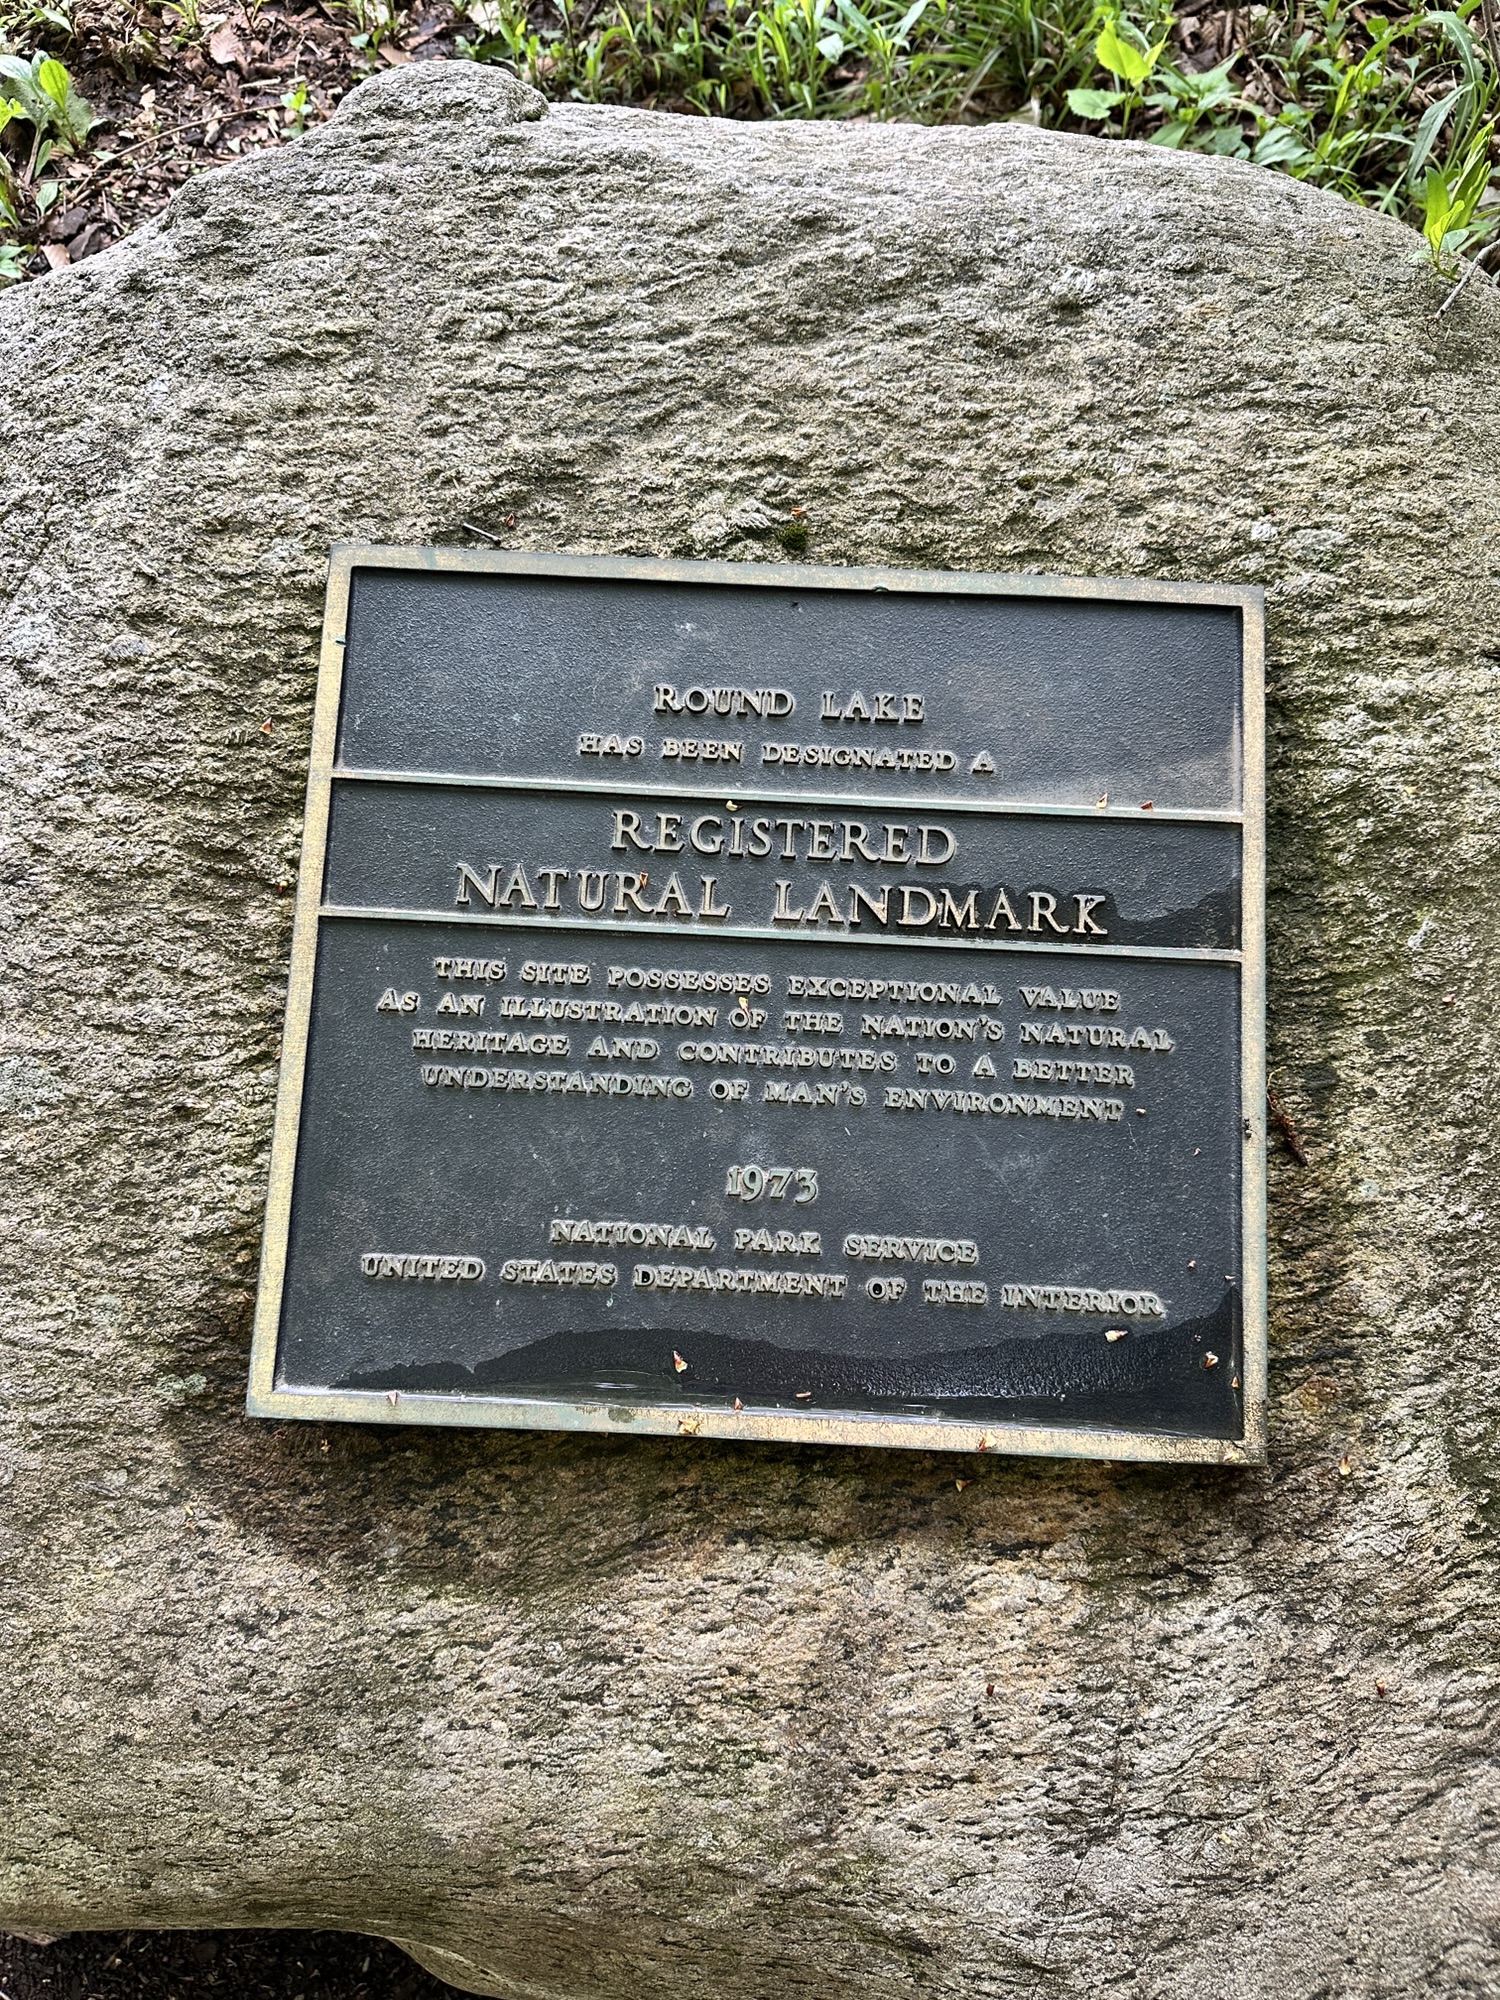 ROUND LAKE
HAS BEEN DESIGNATED A
REGISTERED
NATURAL LANDMARK
THIS SITE POSSESSES EXCEPTIONAL VALUE
AS AN ILLUSTRATION OF THE NATION'S NATURAL
HERITAGE AND CONTRIBUTES TO A BETTER
UNDERSTANDING OF MAN'S ENVIRONMENT
1973
NATIONAL PARK SERVICE
UNITED STATES DEPARTMENT OF THE INTERIOR